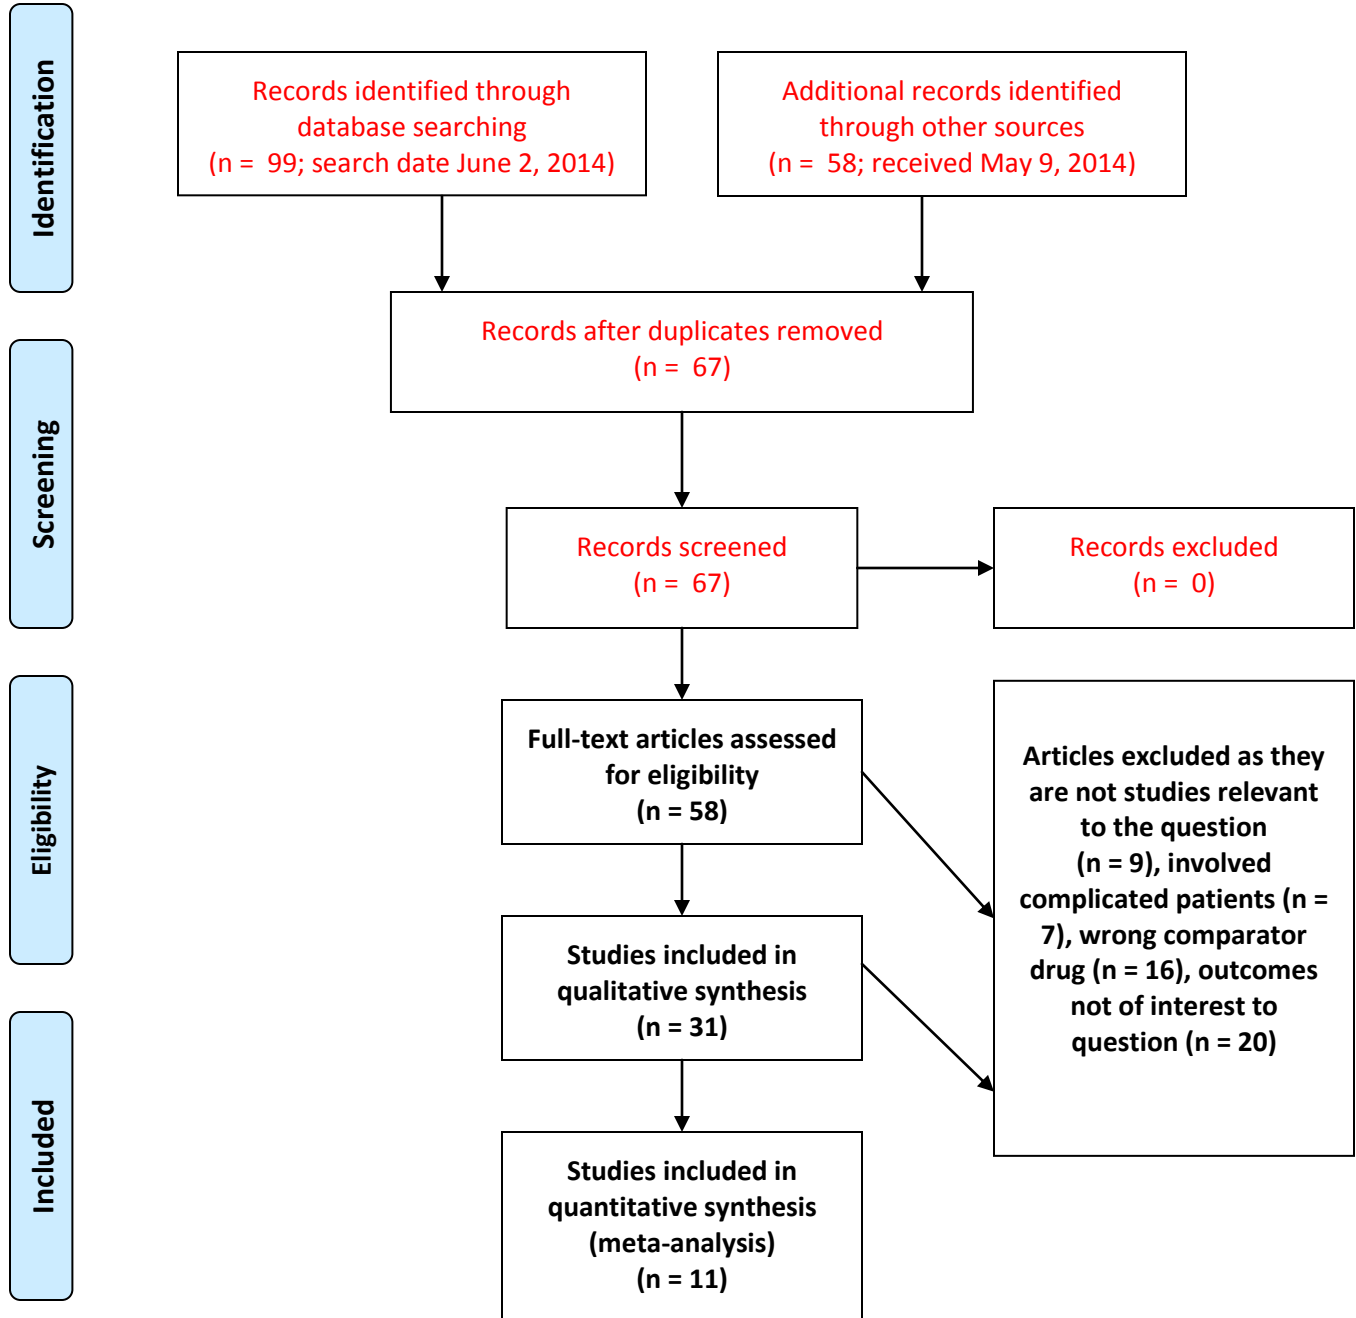 Identification
Records identified through
database searching
(n = 99; search date June 2, 2014)
Additional records identified
through other sources
(n = 58; received May 9, 2014)
Records after duplicates removed
(n = 67)
Screening
Records screened
(n = 67)
Records excluded
(n = 0)
Eligibility
Full-text articles assessed
for eligibility
(n = 58)
Articles excluded as they
are not studies relevant
to the question
(n = 9), involved
complicated patients (n =
7), wrong comparator
drug (n = 16), outcomes
not of interest to
question (n = 20)
Studies included in
qualitative synthesis
(n = 31)
Included
Studies included in
quantitative synthesis
(meta-analysis)
(n = 11)